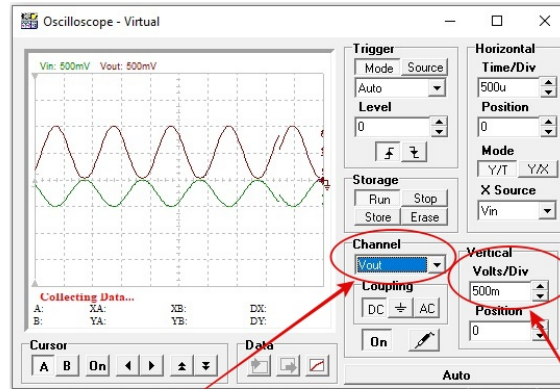 Oscilloscope - Virtual
Vin: 500mV Vout: 500mV
Collecting Data...
A: XA: XB: DX:
B: YA: YB: DY:
Cursor
A B On
Data
Trigger
Mode Source
Auto
Level
0
Storage
Run Stop
Store Erase
Channel
Vout
Coupling
DC AC
On
Horizontal
Time/Div
500u
Position
0
Mode
Y/T Y/X
X Source
Vin
Vertical
Volts/Div
500m
Position
0
Auto